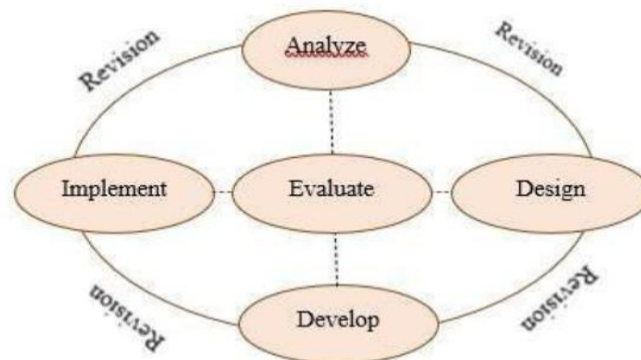 Analyze
Revision
Revision
Implement
Evaluate
Design
Revision
Revision
Develop